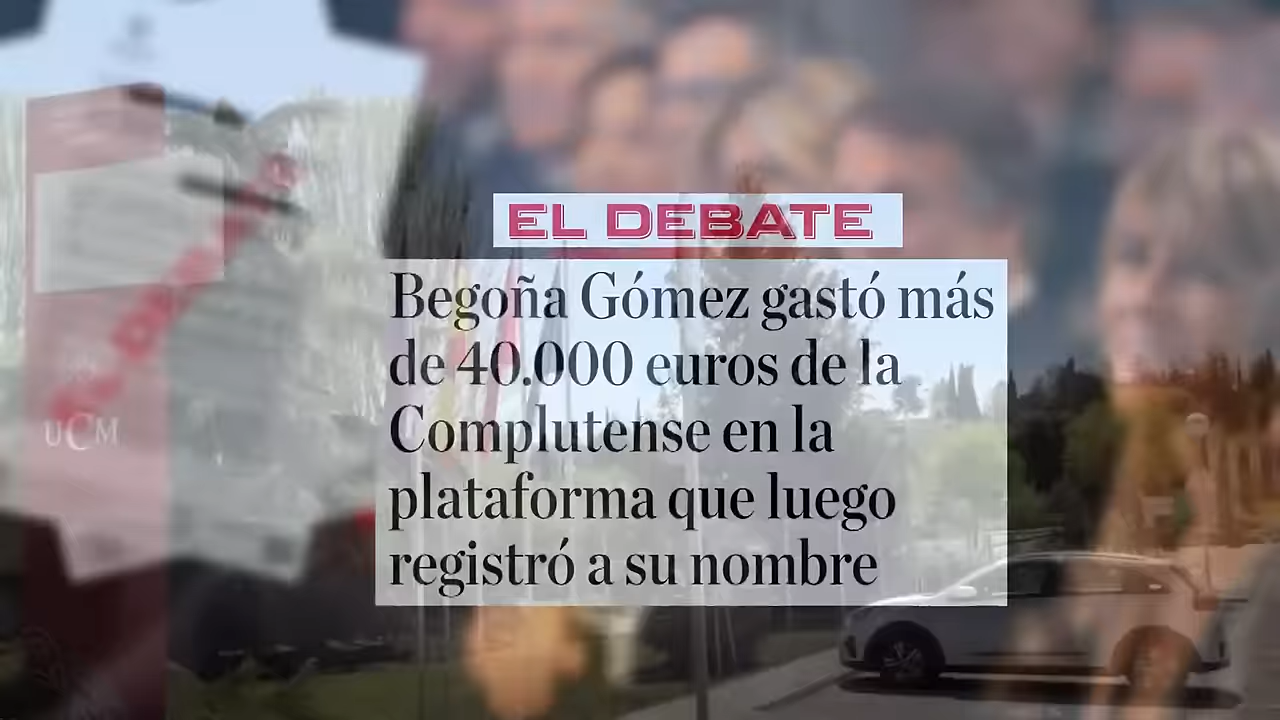 EL DEBATE
Begoña Gómez gastó más
de 40.000 euros de la
Complutense en la
plataforma que luego
registró a su nombre
UCM